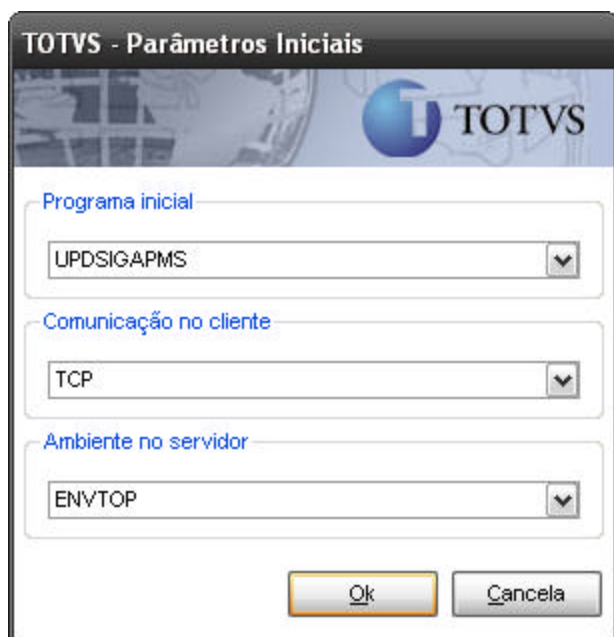 TOTVS - Parâmetros Iniciais
TOTVS
Programa inicial
UPDSIGAPMS
Comunicação no cliente
TCP
Ambiente no servidor
ENVTOP
Ok Cancela